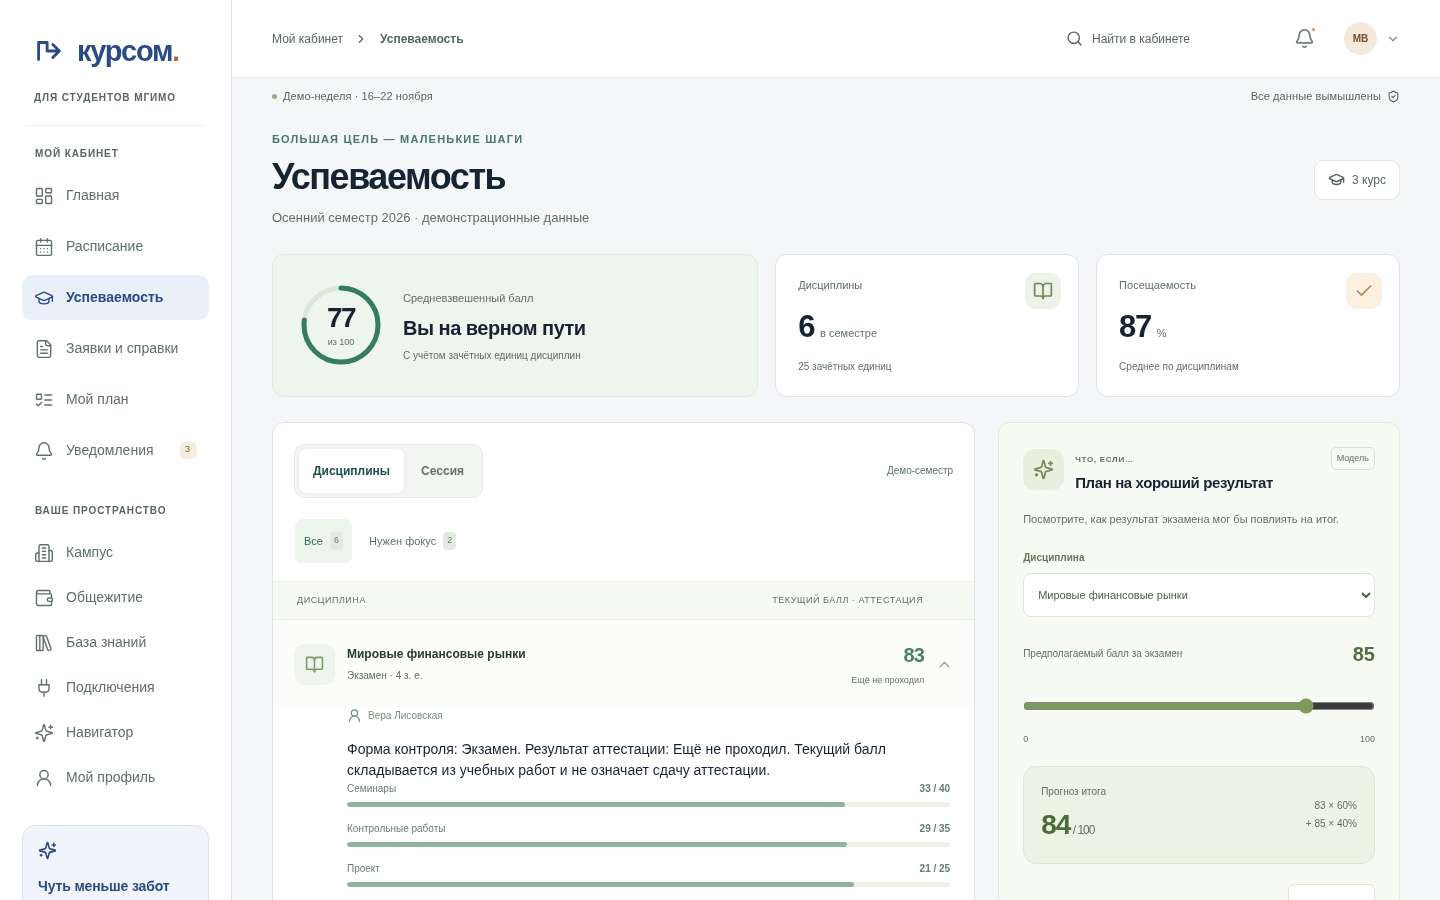 курсом.
ДЛЯ СТУДЕНТОВ МГИМО
МОЙ КАБИНЕТ
Главная
Расписание
Успеваемость
Заявки и справки
Мой план
Уведомления 3
ВАШЕ ПРОСТРАНСТВО
Кампус
Общежитие
База знаний
Подключения
Навигатор
Мой профиль
Чуть меньше забот
Мой кабинет Успеваемость
Найти в кабинете
МВ
Демо-неделя · 16–22 ноября
Все данные вымышлены
БОЛЬШАЯ ЦЕЛЬ — МАЛЕНЬКИЕ ШАГИ
Успеваемость
3 курс
Осенний семестр 2026 · демонстрационные данные
77
из 100
Средневзвешенный балл
Вы на верном пути
С учётом зачётных единиц дисциплин
Дисциплины
6 в семестре
25 зачётных единиц
Посещаемость
87 %
Среднее по дисциплинам
Дисциплины Сессия
Демо-семестр
Все 6 Нужен фокус 2
ДИСЦИПЛИНА ТЕКУЩИЙ БАЛЛ · АТТЕСТАЦИЯ
Мировые финансовые рынки
Экзамен · 4 з. е.
83
Ещё не проходил
Вера Лисовская
Форма контроля: Экзамен. Результат аттестации: Ещё не проходил. Текущий балл
складывается из учебных работ и не означает сдачу аттестации.
Семинары 33 / 40
Контрольные работы 29 / 35
Проект 21 / 25
ЧТО, ЕСЛИ…
План на хороший результат
Модель
Посмотрите, как результат экзамена мог бы повлиять на итог.
Дисциплина
Мировые финансовые рынки
Предполагаемый балл за экзамен 85
0 100
Прогноз итога
84 / 100
83 × 60%
+ 85 × 40%